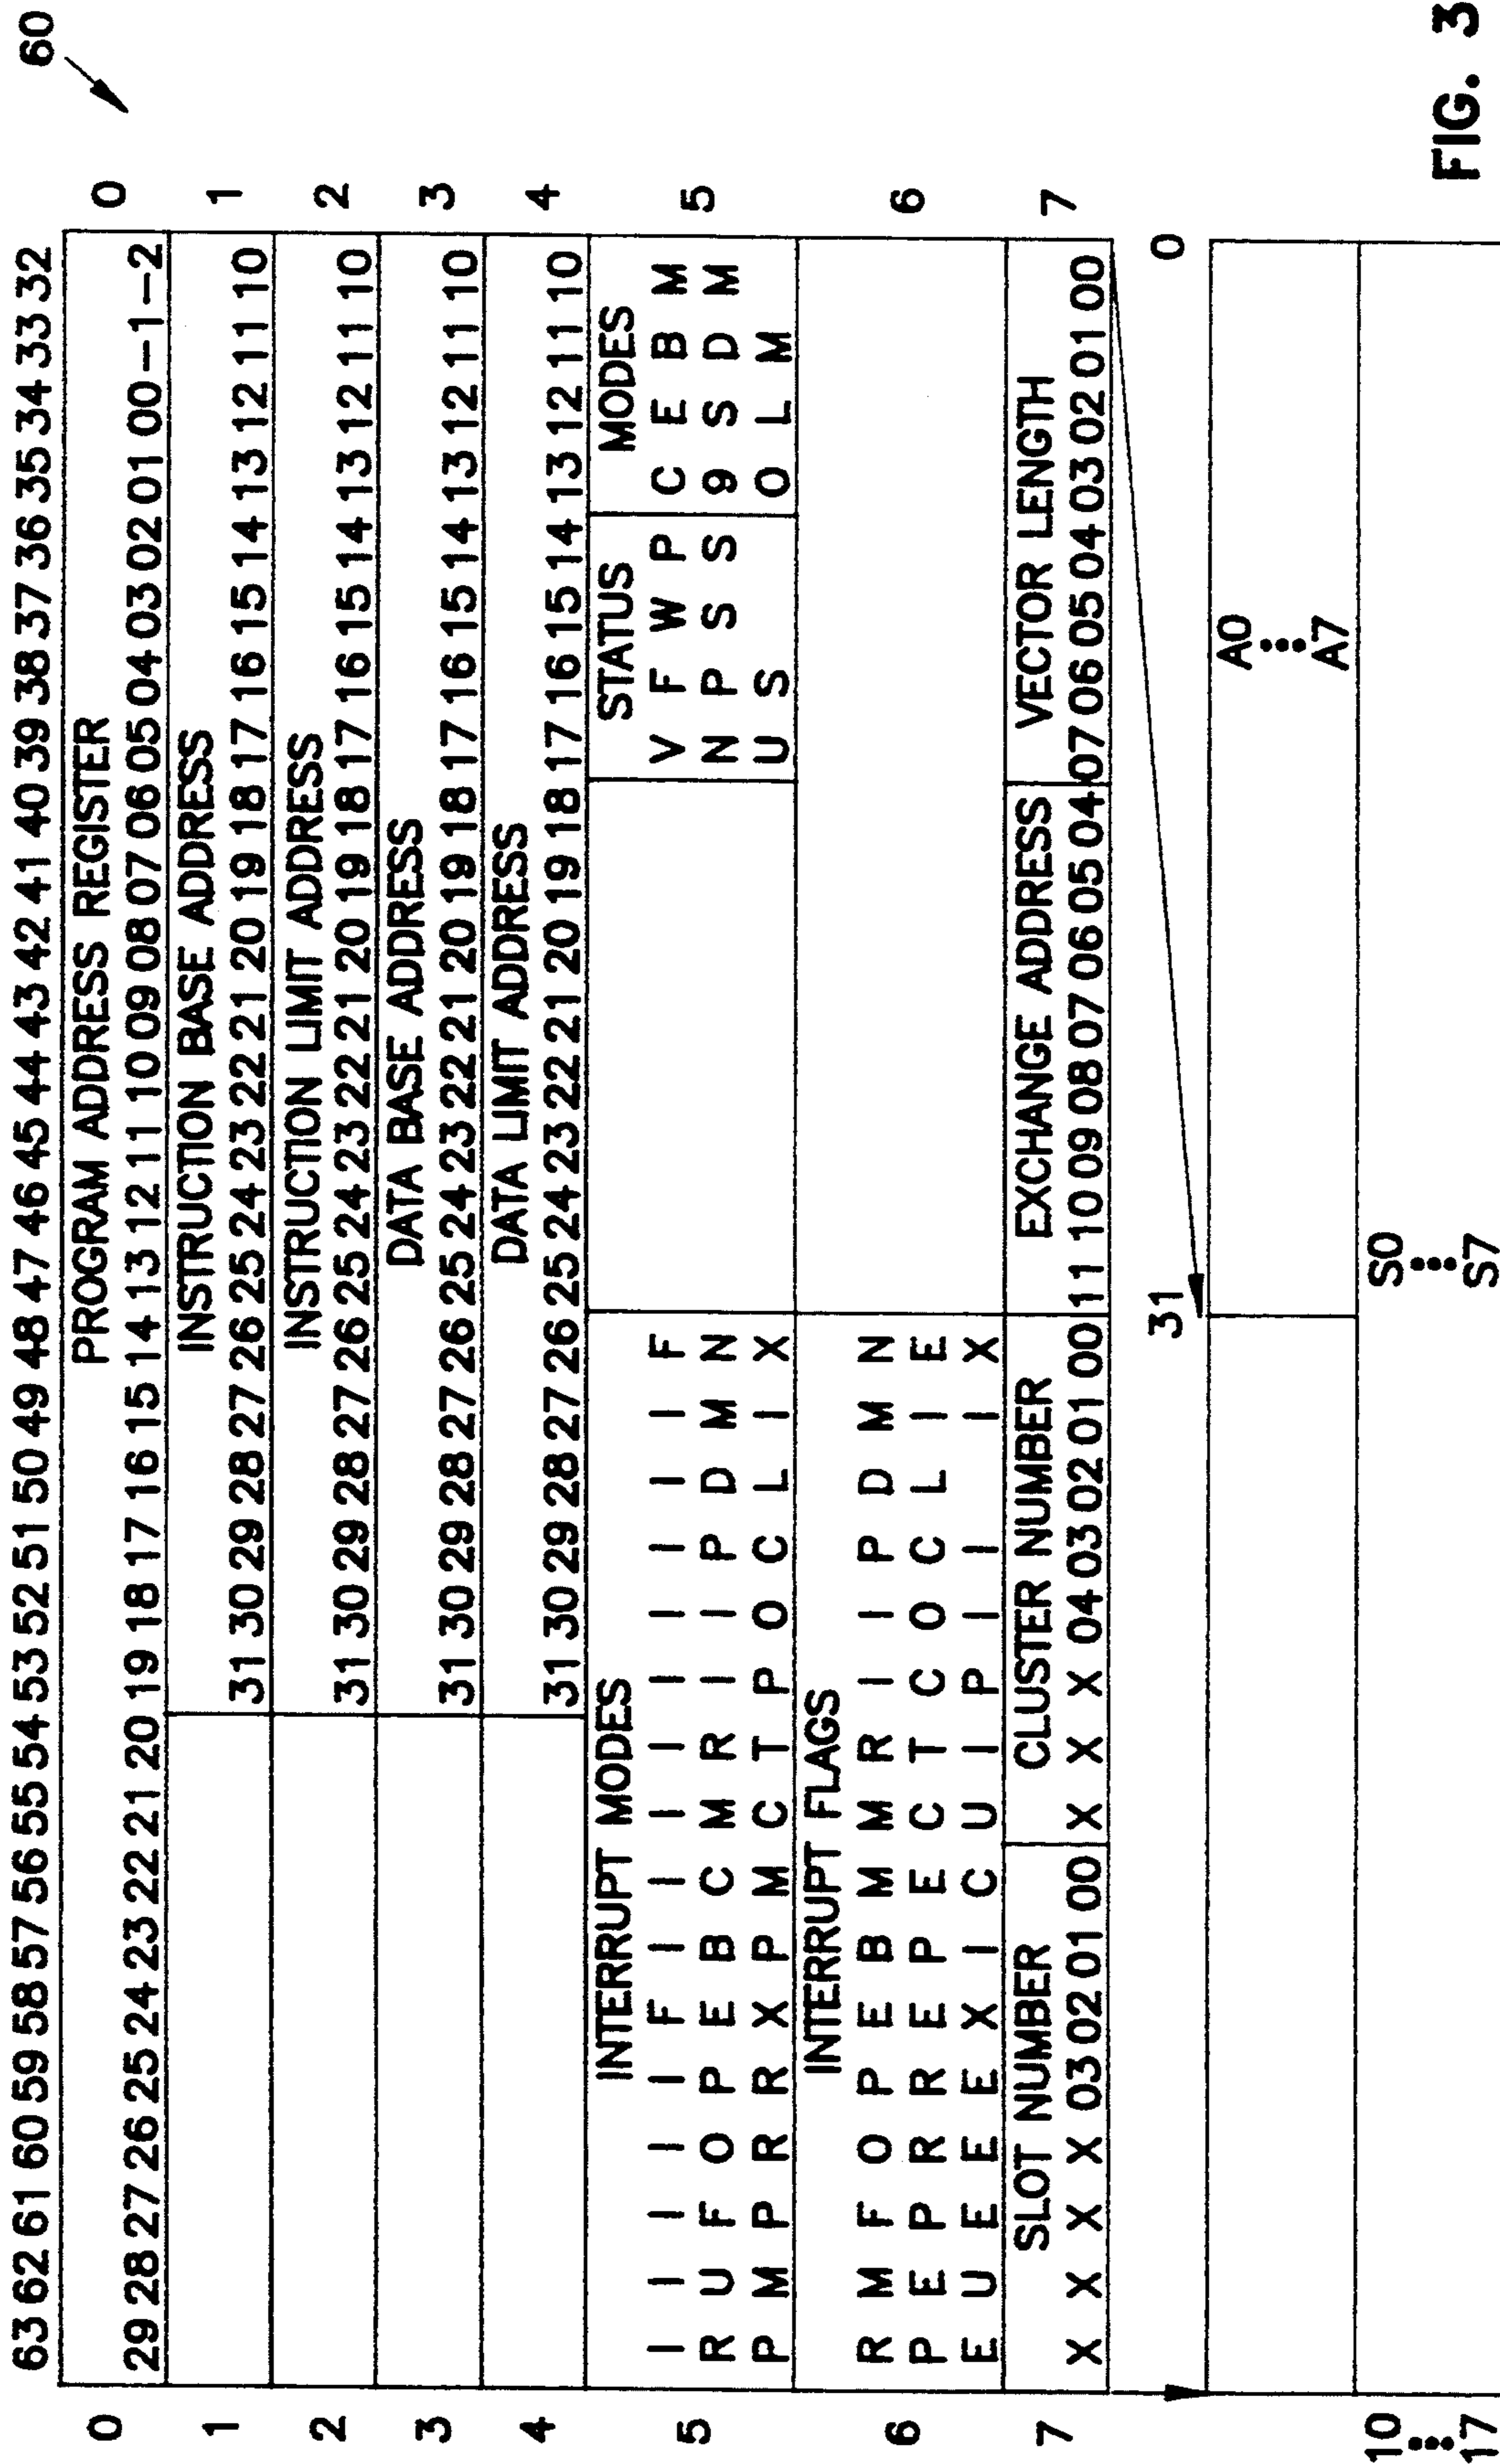 60
63 62 61 60 59 58 57 56 55 54 53 52 51 50 49 48 47 46 45 44 43 42 41 40 39 38 37 36 35 34 33 32
PROGRAM ADDRESS REGISTER
0 29 28 27 26 25 24 23 22 21 20 19 18 17 16 15 14 13 12 11 10 09 08 07 06 05 04 03 02 01 00 -1 -2 0
INSTRUCTION BASE ADDRESS
1 31 30 29 28 27 26 25 24 23 22 21 20 19 18 17 16 15 14 13 12 11 10 1
INSTRUCTION LIMIT ADDRESS
2 31 30 29 28 27 26 25 24 23 22 21 20 19 18 17 16 15 14 13 12 11 10 2
DATA BASE ADDRESS
3 31 30 29 28 27 26 25 24 23 22 21 20 19 18 17 16 15 14 13 12 11 10 3
DATA LIMIT ADDRESS
4 31 30 29 28 27 26 25 24 23 22 21 20 19 18 17 16 15 14 13 12 11 10 4
INTERRUPT MODES STATUS MODES
I I I I I F I I I I I I I I I F V F W P C E B M
5 R U F O P E B C M R I I P D M N N P S S 9 S D M 5
P M P R R X P M C T P O C L I X U S O L M
INTERRUPT FLAGS
R M F O P E B M M R I I P D M N
6 P E P R R E P E C T C O C L I E 6
E U E E E X I C U I P I I I X
SLOT NUMBER CLUSTER NUMBER EXCHANGE ADDRESS VECTOR LENGTH
7 X X X X 03 02 01 00 X X X 04 03 02 01 00 11 10 09 08 07 06 05 04 07 06 05 04 03 02 01 00 7
31 0
A0
A7
10 S0
17 S7
FIG. 3